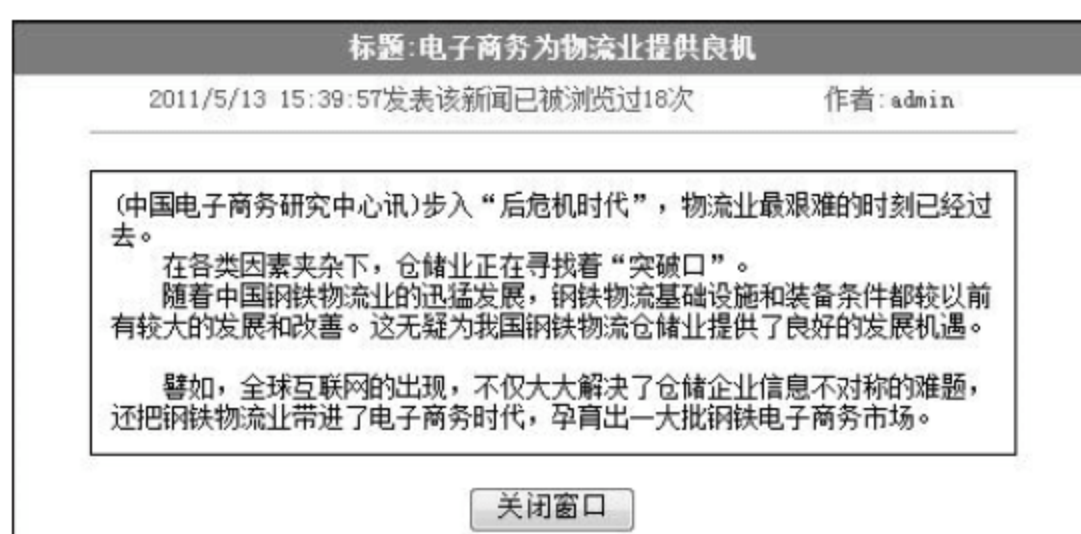 标题:电子商务为物流业提供良机
2011/5/13 15:39:57发表该新闻已被浏览过18次 作者:admin
(中国电子商务研究中心讯)步入“后危机时代”，物流业最艰难的时刻已经过
去。
在各类因素夹杂下，仓储业正在寻找着“突破口”。
随着中国钢铁物流业的迅猛发展，钢铁物流基础设施和装备条件都较以前
有较大的发展和改善。这无疑为我国钢铁物流仓储业提供了良好的发展机遇。
譬如，全球互联网的出现，不仅大大解决了仓储企业信息不对称的难题，
还把钢铁物流业带进了电子商务时代，孕育出一大批钢铁电子商务市场。
关闭窗口